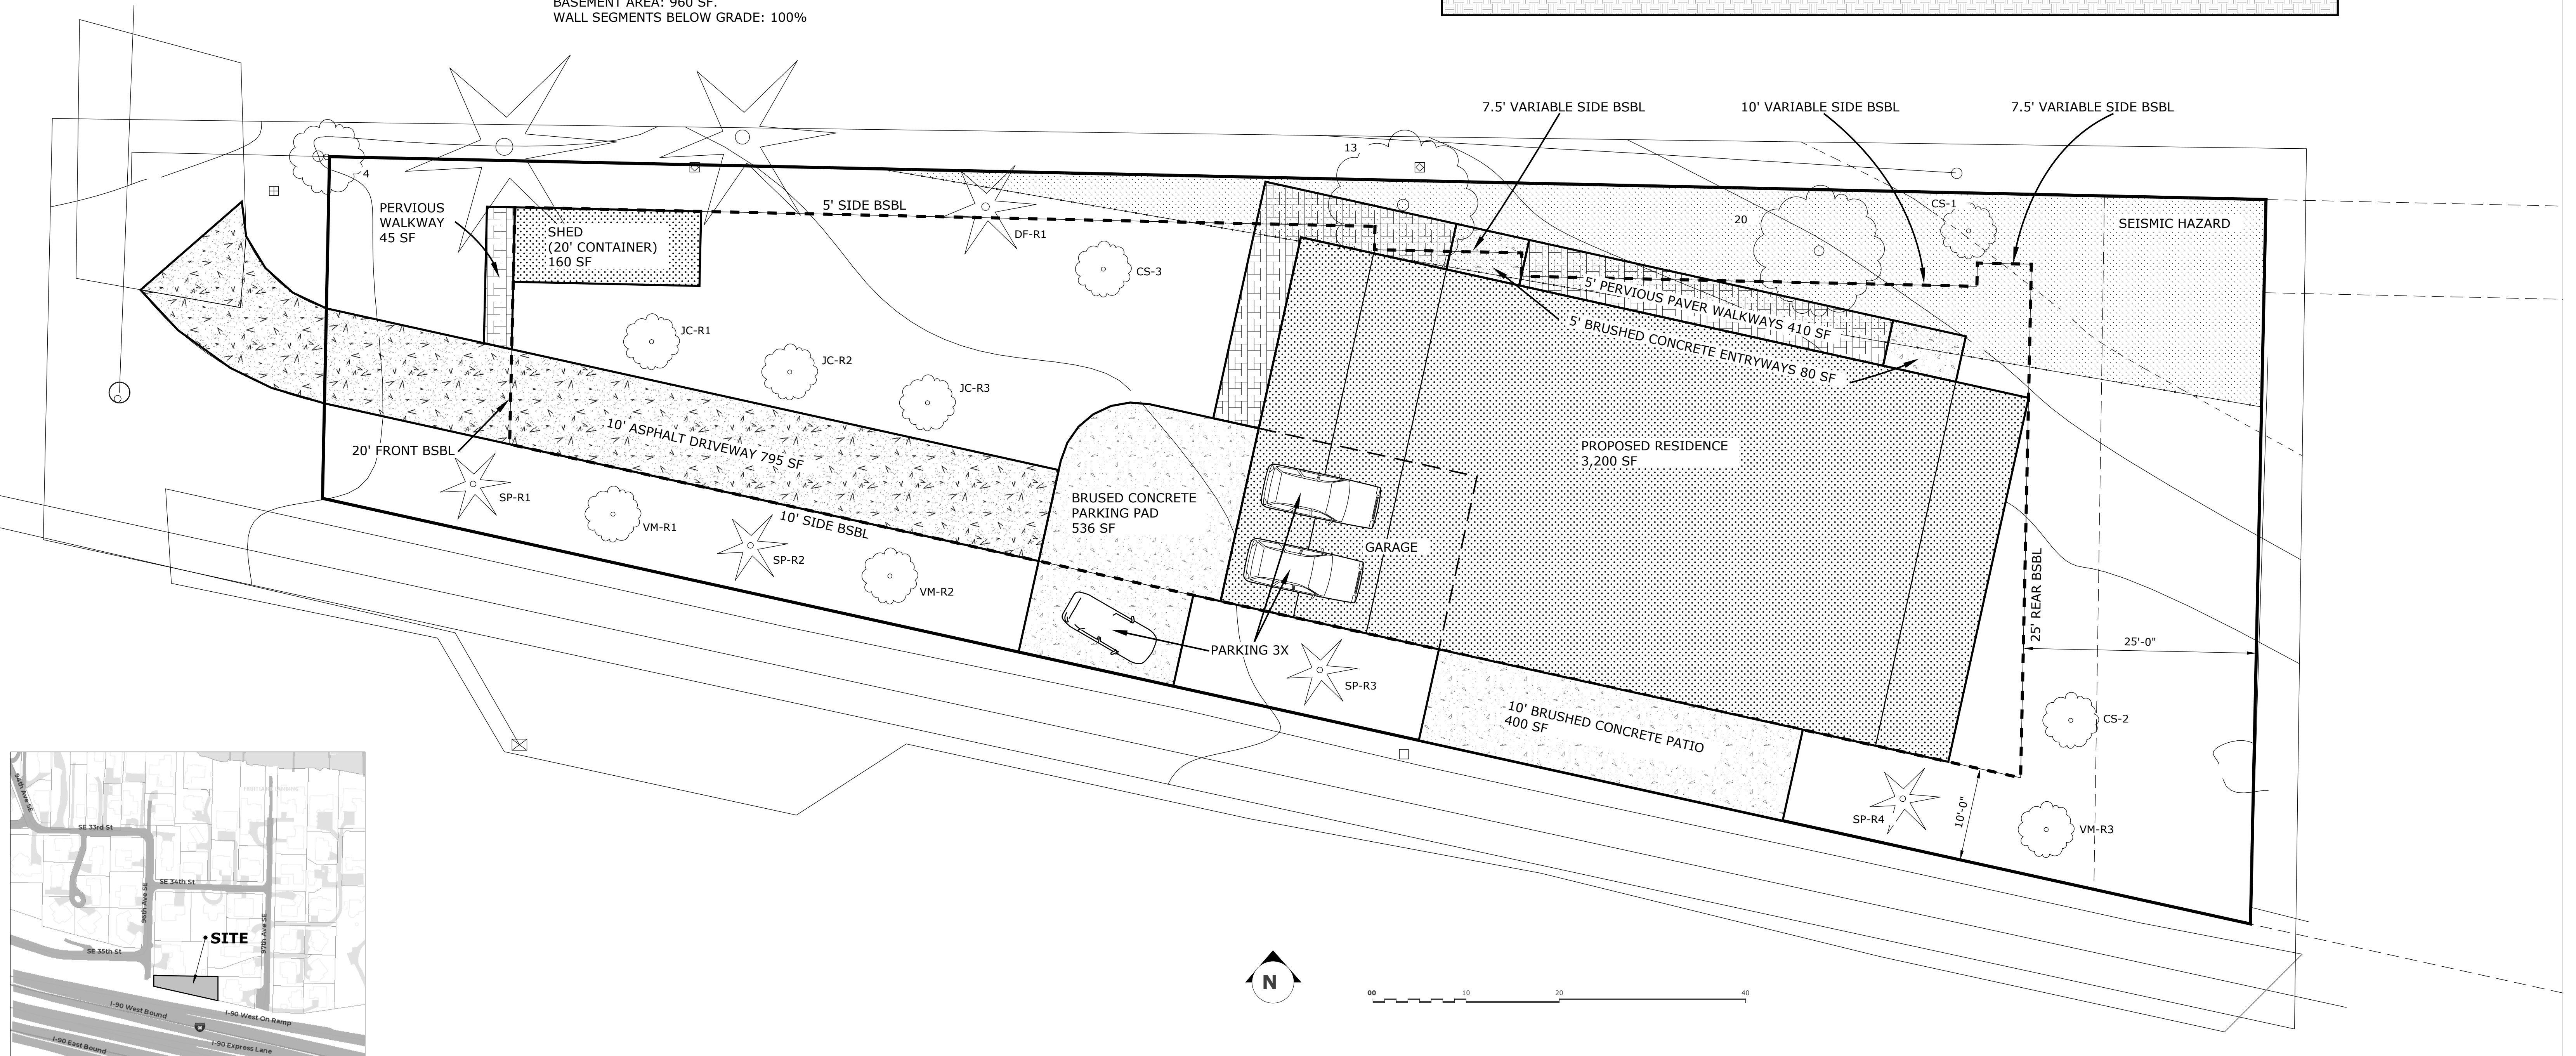 BASEMENT AREA: 960 SF.
WALL SEGMENTS BELOW GRADE: 100%
7.5' VARIABLE SIDE BSBL
10' VARIABLE SIDE BSBL
7.5' VARIABLE SIDE BSBL
13
4
PERVIOUS
WALKWAY
45 SF
SHED
(20' CONTAINER)
160 SF
5' SIDE BSBL
DF-R1
CS-3
20
CS-1
SEISMIC HAZARD
5' PERVIOUS PAVER WALKWAYS 410 SF
5' BRUSHED CONCRETE ENTRYWAYS 80 SF
JC-R1
JC-R2
JC-R3
20' FRONT BSBL
10' ASPHALT DRIVEWAY 795 SF
PROPOSED RESIDENCE
3,200 SF
BRUSED CONCRETE
PARKING PAD
536 SF
GARAGE
SP-R1
VM-R1
10' SIDE BSBL
SP-R2
VM-R2
PARKING 3X
SP-R3
25' REAR BSBL
25'-0"
10' BRUSHED CONCRETE PATIO
400 SF
CS-2
SP-R4
10'-0"
VM-R3
94th Ave SE
SE 33rd St
SE 34th St
96th Ave SE
97th Ave SE
SITE
SE 35th St
I-90 West Bound
I-90 West On Ramp
I-90 East Bound
I-90 Express Lane
N
00
10
20
40